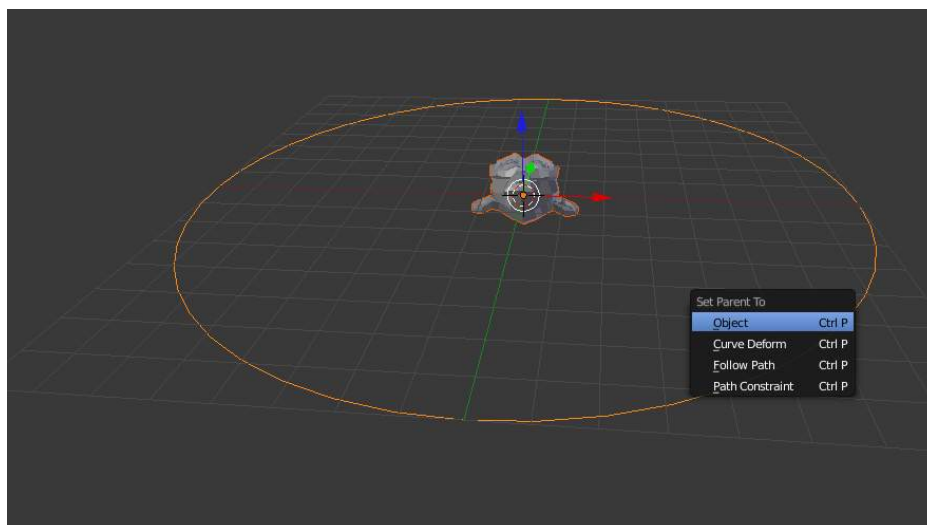 Set Parent To
Object Ctrl P
Curve Deform Ctrl P
Follow Path Ctrl P
Path Constraint Ctrl P